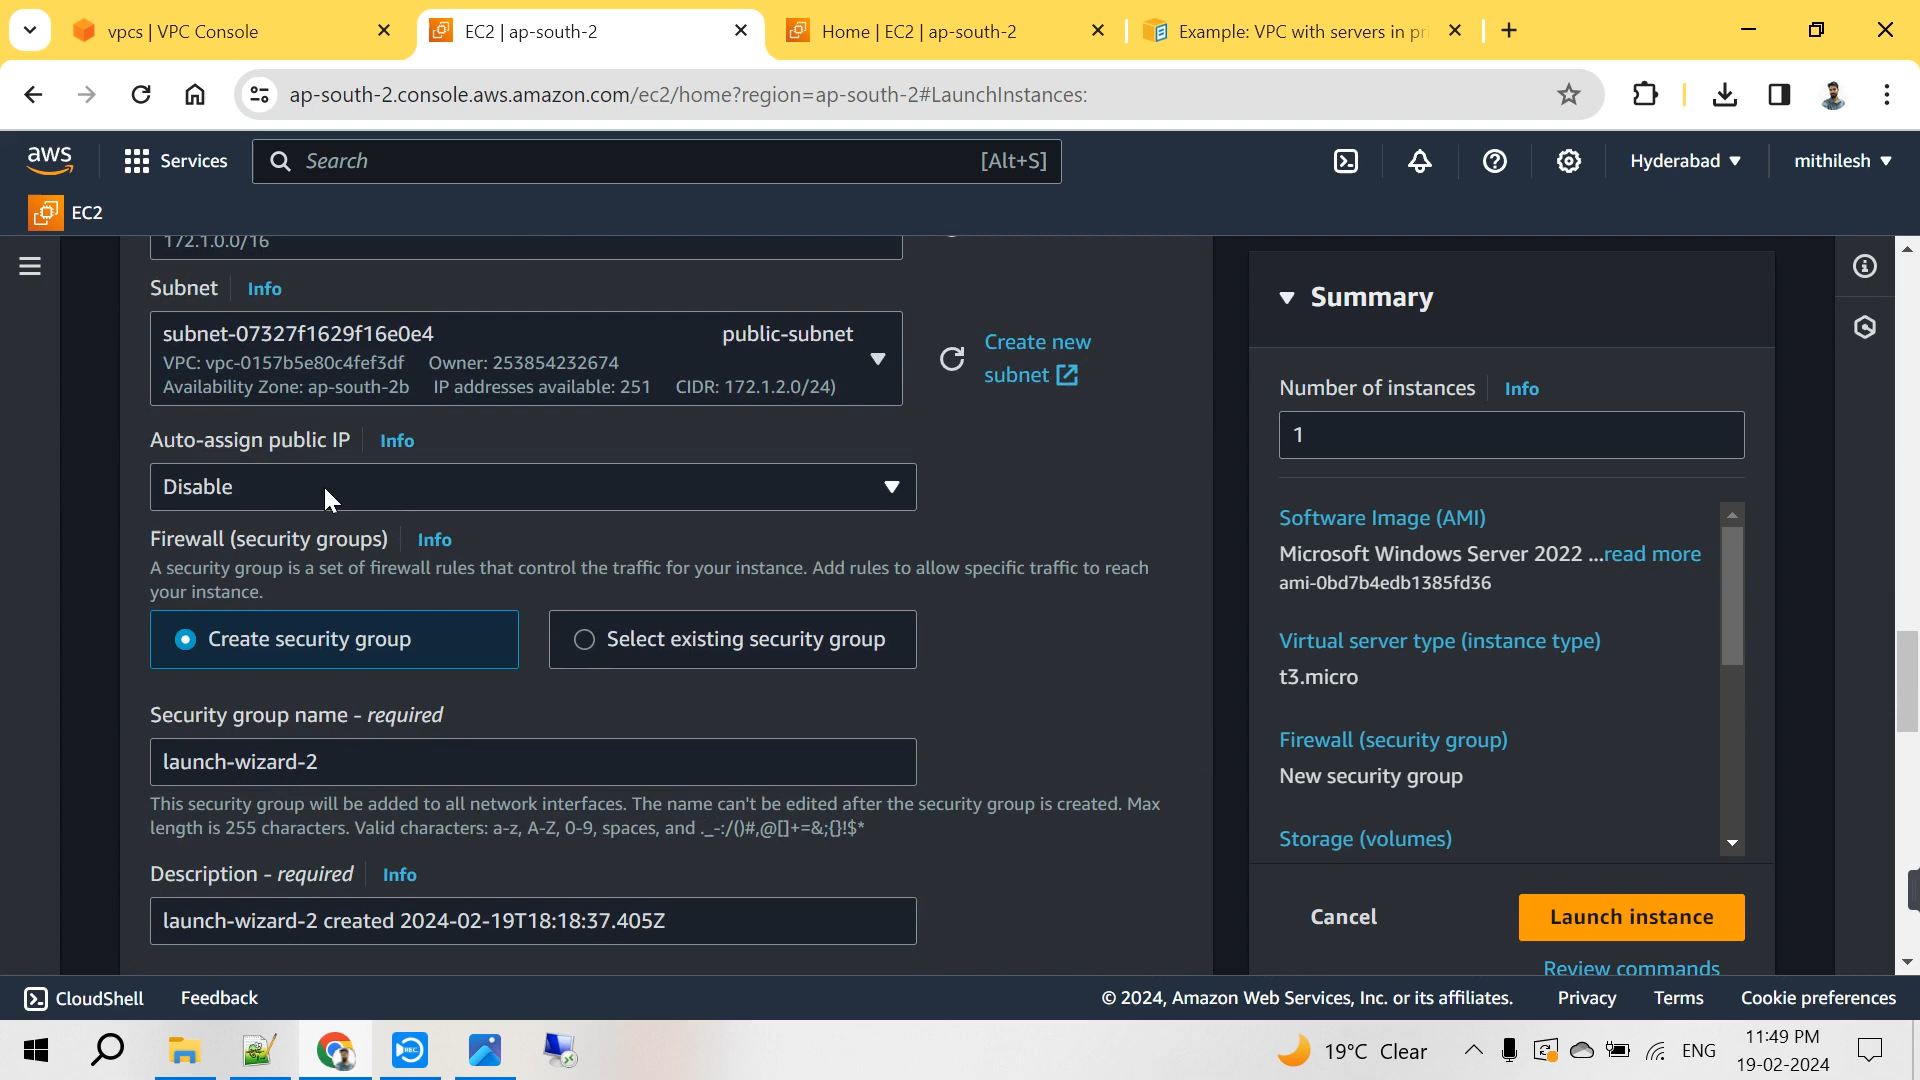 vpcs | VPC Console
EC2 | ap-south-2
Home | EC2 | ap-south-2
Example: VPC with servers in pri
ap-south-2.console.aws.amazon.com/ec2/home?region=ap-south-2#LaunchInstances:
aws
Services
Search
[Alt+S]
Hyderabad
mithilesh
EC2
172.1.0.0/16
Subnet
Info
subnet-07327f1629f16e0e4 public-subnet
VPC: vpc-0157b5e80c4fef3df Owner: 253854232674
Availability Zone: ap-south-2b IP addresses available: 251 CIDR: 172.1.2.0/24)
Create new
subnet
Auto-assign public IP
Info
Disable
Firewall (security groups)
Info
A security group is a set of firewall rules that control the traffic for your instance. Add rules to allow specific traffic to reach
your instance.
Create security group
Select existing security group
Security group name - required
launch-wizard-2
This security group will be added to all network interfaces. The name can't be edited after the security group is created. Max
length is 255 characters. Valid characters: a-z, A-Z, 0-9, spaces, and ._-:/()#,@[]+=&;{}!$*
Description - required
Info
launch-wizard-2 created 2024-02-19T18:18:37.405Z
Summary
Number of instances
Info
1
Software Image (AMI)
Microsoft Windows Server 2022 ...read more
ami-0bd7b4edb1385fd36
Virtual server type (instance type)
t3.micro
Firewall (security group)
New security group
Storage (volumes)
Cancel
Launch instance
Review commands
CloudShell
Feedback
© 2024, Amazon Web Services, Inc. or its affiliates.
Privacy
Terms
Cookie preferences
REC
19°C Clear
ENG
11:49 PM
19-02-2024